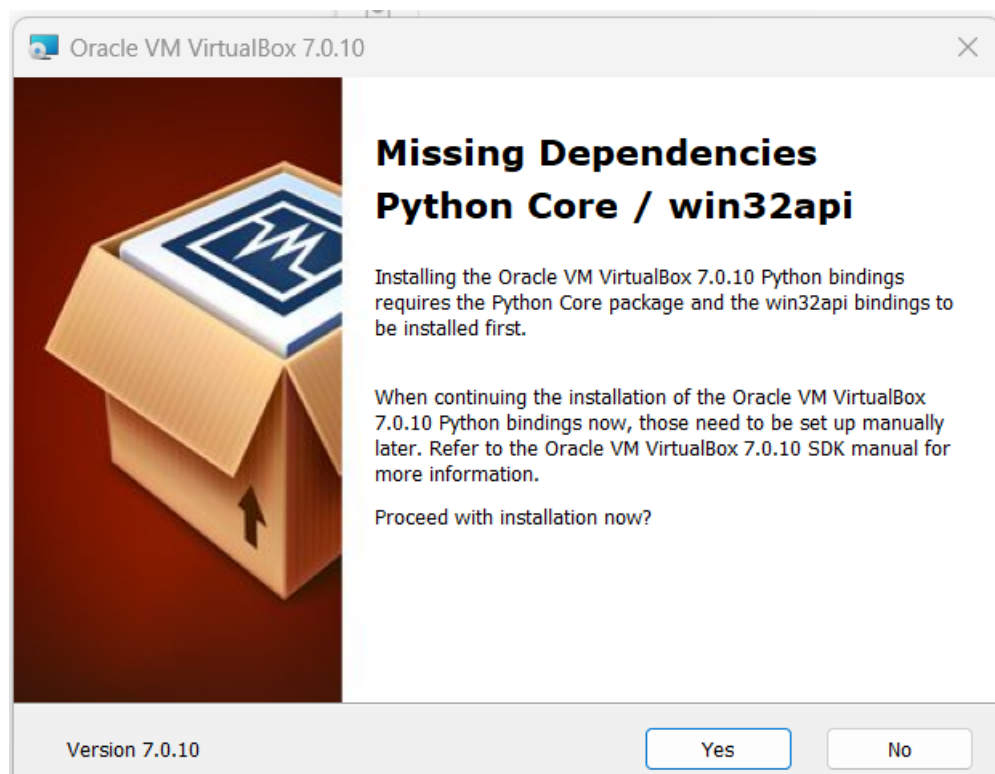 Oracle VM VirtualBox 7.0.10
Missing Dependencies
Python Core / win32api
Installing the Oracle VM VirtualBox 7.0.10 Python bindings
requires the Python Core package and the win32api bindings to
be installed first.
When continuing the installation of the Oracle VM VirtualBox
7.0.10 Python bindings now, those need to be set up manually
later. Refer to the Oracle VM VirtualBox 7.0.10 SDK manual for
more information.
Proceed with installation now?
Version 7.0.10
Yes
No